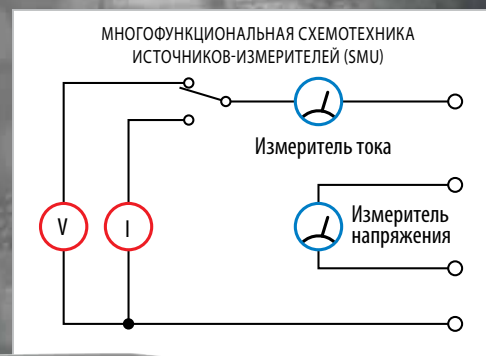 МНОГОФУНКЦИОНАЛЬНАЯ СХЕМОТЕХНИКА
ИСТОЧНИКОВ-ИЗМЕРИТЕЛЕЙ (SMU)
Измеритель тока
V
I
Измеритель
напряжения